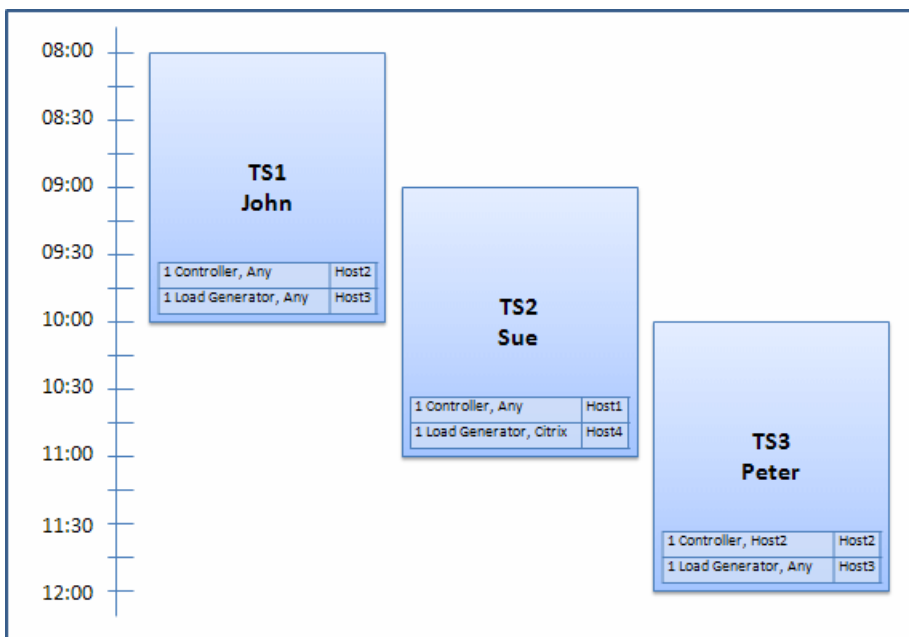 08:00
08:30
09:00
09:30
10:00
10:30
11:00
11:30
12:00
TS1
John
1 Controller, Any Host2
1 Load Generator, Any Host3
TS2
Sue
1 Controller, Any Host1
1 Load Generator, Citrix Host4
TS3
Peter
1 Controller, Host2 Host2
1 Load Generator, Any Host3